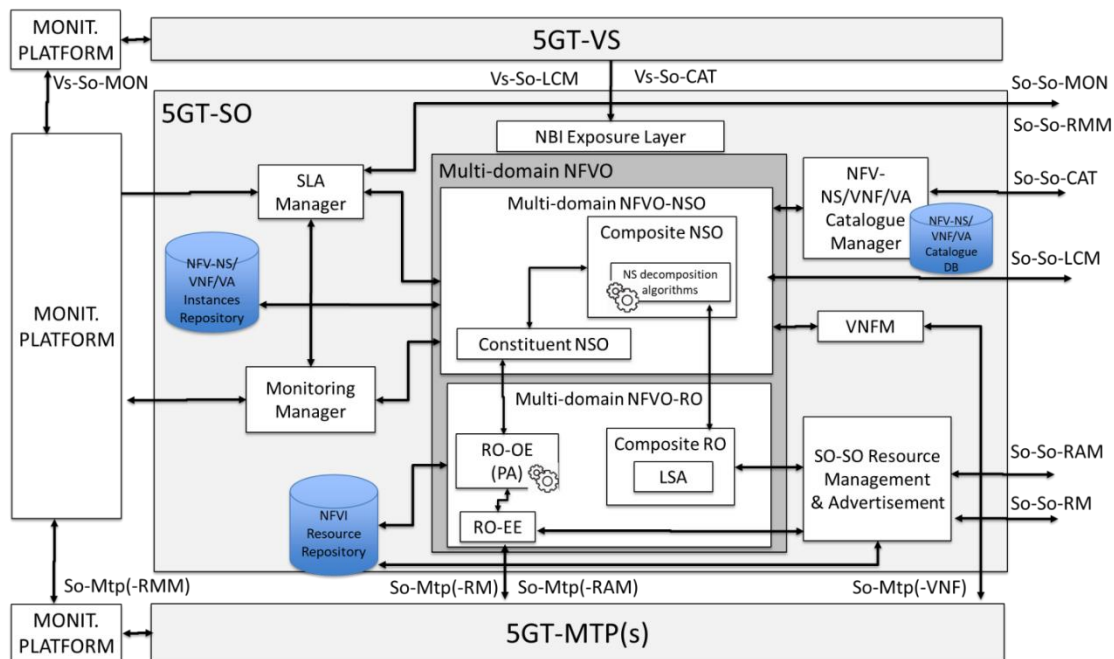 MONIT.
PLATFORM
5GT-VS
Vs-So-MON
Vs-So-LCM
Vs-So-CAT
So-So-MON
5GT-SO
So-So-RMM
NBI Exposure Layer
Multi-domain NFVO
SLA
Manager
Multi-domain NFVO-NSO
NFV-
NS/VNF/VA
Catalogue
Manager
So-So-CAT
NFV-NS/
VNF/VA
Catalogue
DB
Composite NSO
NS decomposition
algorithms
NFV-NS/
VNF/VA
Instances
Repository
So-So-LCM
MONIT.
PLATFORM
Constituent NSO
VNFM
Monitoring
Manager
Multi-domain NFVO-RO
RO-OE
(PA)
Composite RO
LSA
SO-SO Resource
Management
& Advertisement
So-So-RAM
So-So-RM
NFVI
Resource
Repository
RO-EE
So-Mtp(-RMM)
So-Mtp(-RM)
So-Mtp(-RAM)
So-Mtp(-VNF)
MONIT.
PLATFORM
5GT-MTP(s)